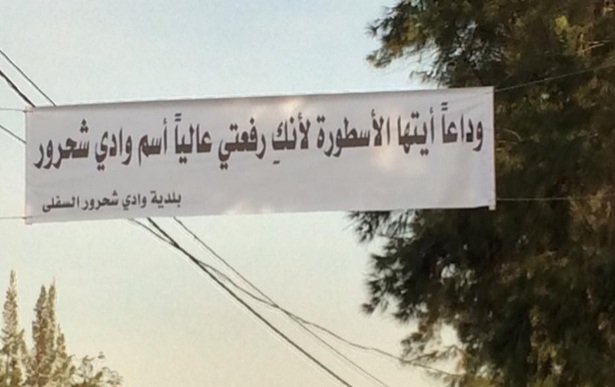 وداعاً أيتها الأسطورة لأنكِ رفعتي عالياً أسم وادي شحرور
بلدية وادي شحرور السفلى